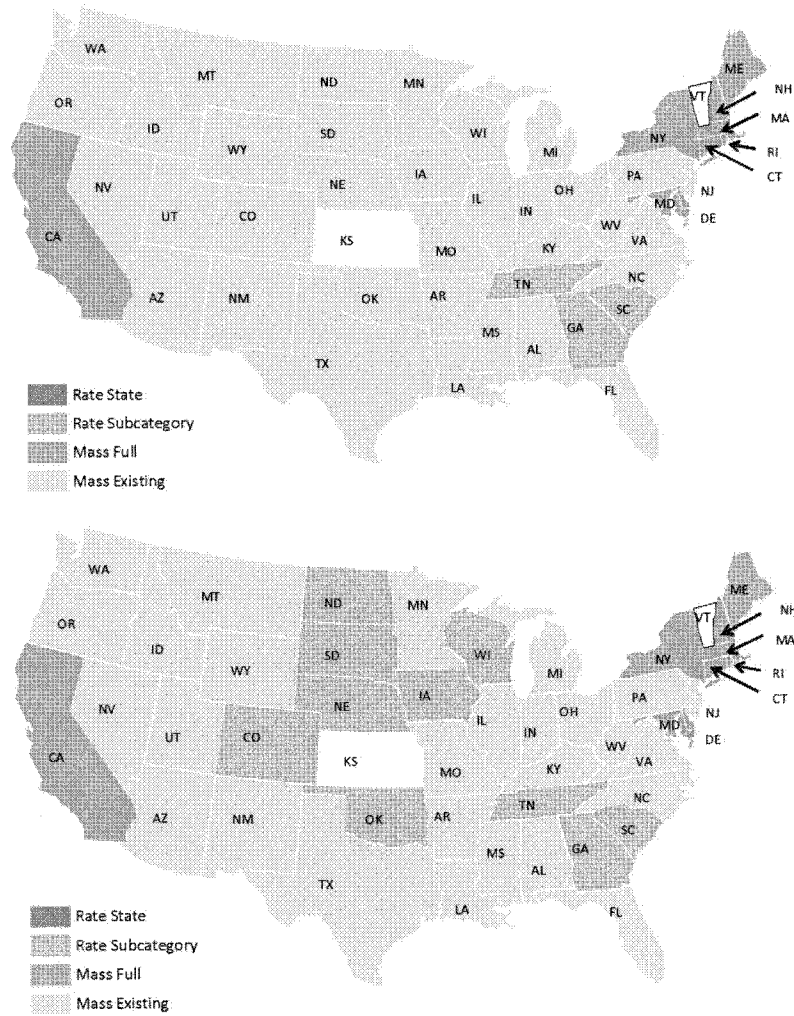 WA
MT
ND
MN
ME
VT
NH
OR
MA
ID
SD
WI
NY
WY
MI
RI
CT
NV
NE
IA
PA
OH
NJ
UT
CO
IL
IN
MD
DE
CA
KS
WV
VA
MO
KY
NC
AZ
NM
OK
AR
TN
SC
MS
GA
AL
TX
LA
FL
Rate State
Rate Subcategory
Mass Full
Mass Existing
WA
MT
ND
MN
ME
VT
NH
OR
MA
ID
SD
WI
NY
WY
MI
RI
CT
NV
NE
IA
PA
OH
NJ
UT
CO
IL
IN
MD
DE
CA
KS
WV
VA
MO
KY
NC
AZ
NM
OK
AR
TN
SC
MS
GA
AL
TX
LA
FL
Rate State
Rate Subcategory
Mass Full
Mass Existing